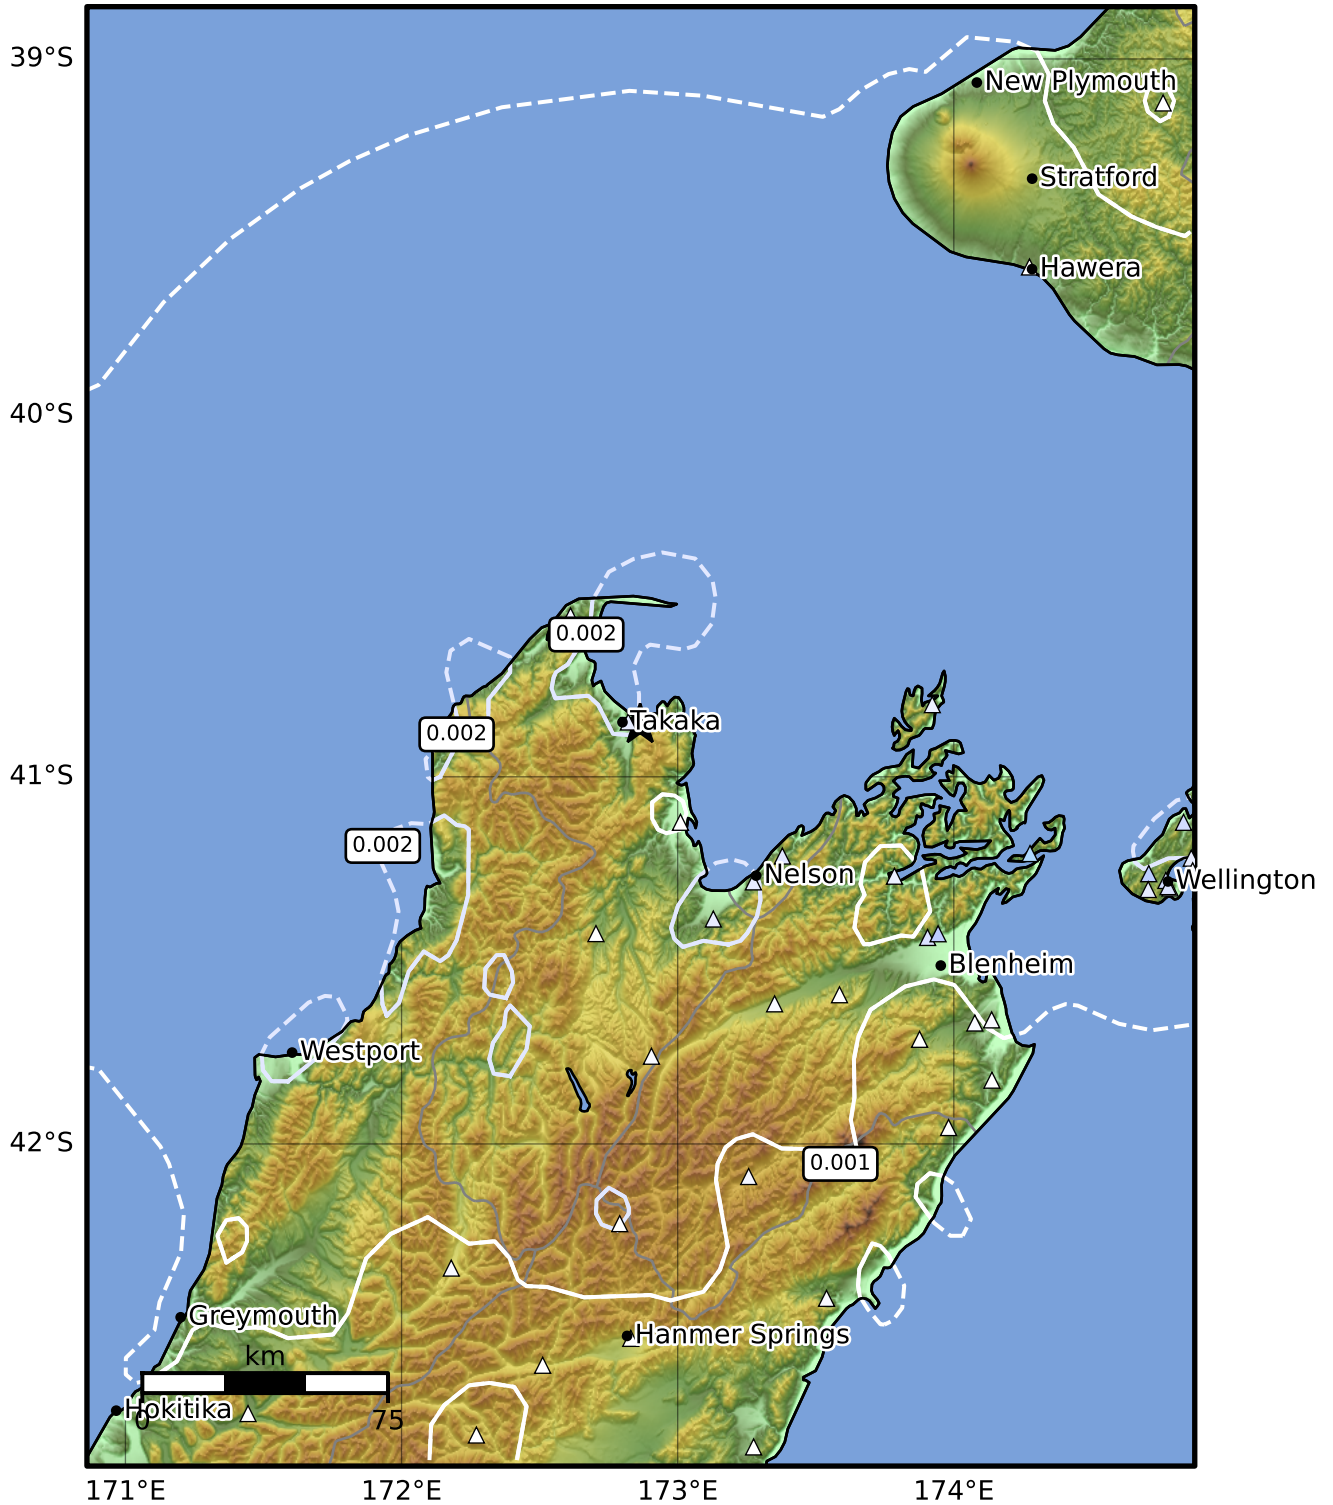 39°S
New Plymouth
Stratford
Hawera
40°S
0.002
Takaka
0.002
41°S
0.002
Nelson
Wellington
Blenheim
Westport
42°S
0.001
Greymouth
Hanmer Springs
km
Hokitika
0
75
171°E
172°E
173°E
174°E